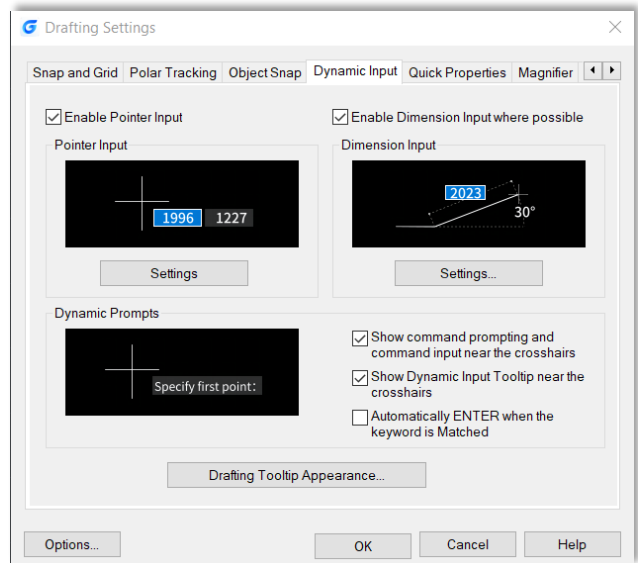 Drafting Settings
Snap and Grid Polar Tracking Object Snap Dynamic Input Quick Properties Magnifier
Enable Pointer Input
Enable Dimension Input where possible
Pointer Input
Dimension Input
1996 1227
2023
30°
Settings
Settings...
Dynamic Prompts
Specify first point:
Show command prompting and
command input near the crosshairs
Show Dynamic Input Tooltip near the
crosshairs
Automatically ENTER when the
keyword is Matched
Drafting Tooltip Appearance...
Options...
OK
Cancel
Help